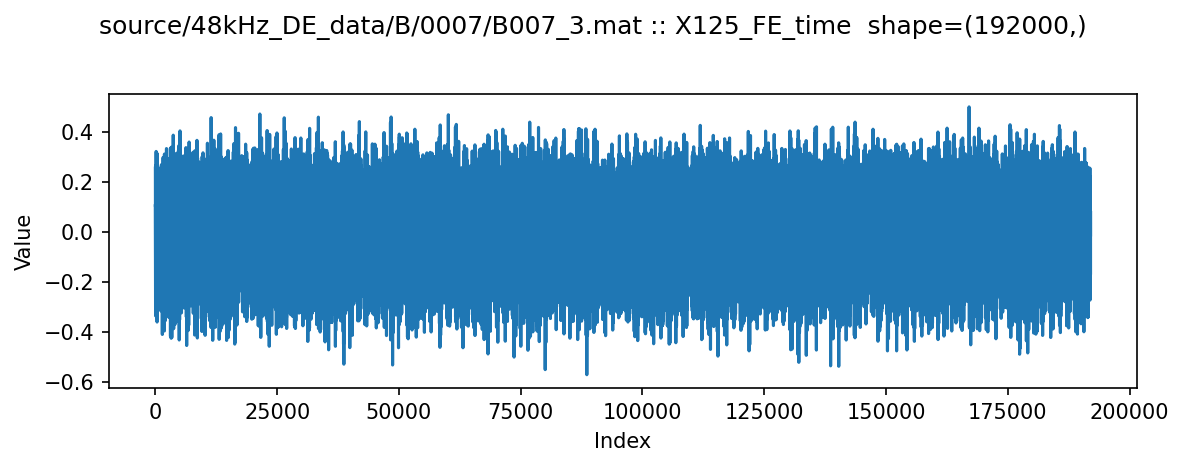 source/48kHz_DE_data/B/0007/B007_3.mat :: X125_FE_time  shape=(192000,)
0.4
0.2
0.0
−0.2
−0.4
−0.6
Value
0 25000 50000 75000 100000 125000 150000 175000 200000
Index